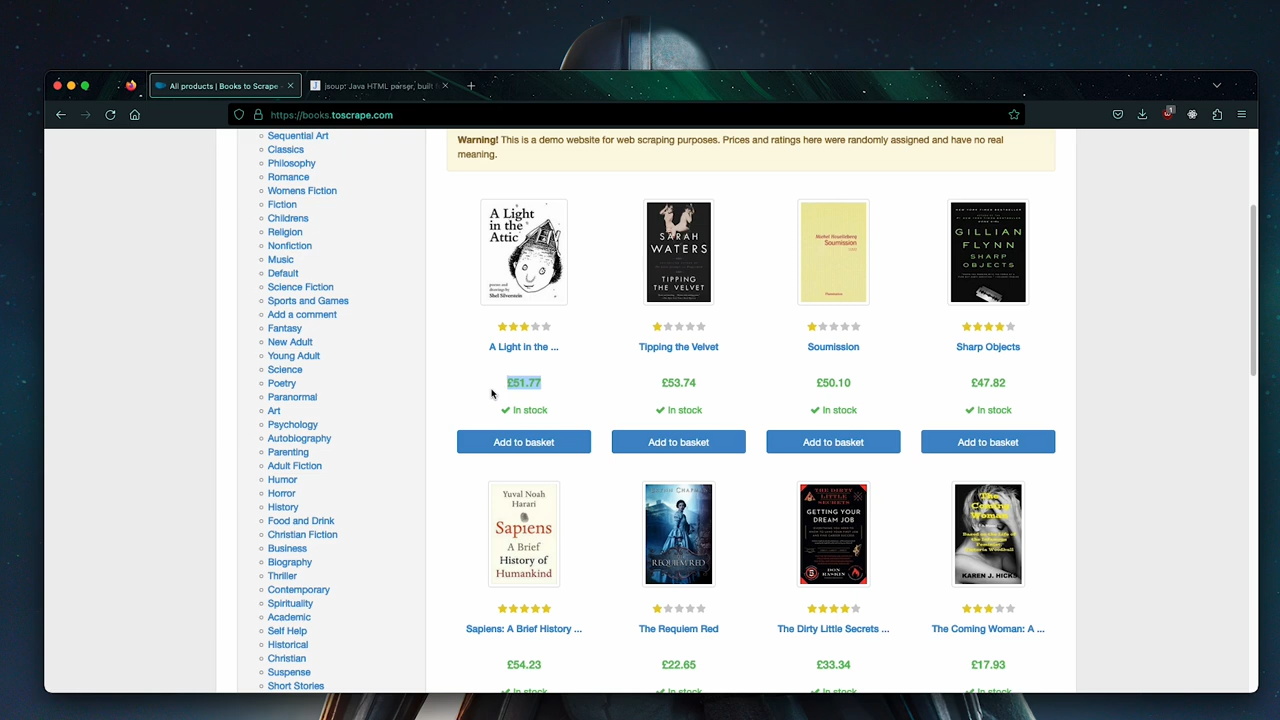 All products | Books to Scrape -
jsoup: Java HTML parser, built
https://books.toscrape.com
1
Sequential Art
Classics
Philosophy
Romance
Womens Fiction
Fiction
Childrens
Religion
Nonfiction
Music
Default
Science Fiction
Sports and Games
Add a comment
Fantasy
New Adult
Young Adult
Science
Poetry
Paranormal
Art
Psychology
Autobiography
Parenting
Adult Fiction
Humor
Horror
History
Food and Drink
Christian Fiction
Business
Biography
Thriller
Contemporary
Spirituality
Academic
Self Help
Historical
Christian
Suspense
Short Stories
Warning! This is a demo website for web scraping purposes. Prices and ratings here were randomly assigned and have no real
meaning.
A Light
in the
Attic
poems and
drawings by
Shel Silverstein
A Light in the ...
£51.77
In stock
Add to basket
SARAH
WATERS
TIPPING
THE VELVET
Tipping the Velvet
£53.74
In stock
Add to basket
Michel Houellebecq
Soumission
Flammarion
Soumission
£50.10
In stock
Add to basket
GILLIAN
FLYNN
SHARP
OBJECTS
Sharp Objects
£47.82
In stock
Add to basket
Yuval Noah
Harari
Sapiens
A Brief
History of
Humankind
Sapiens: A Brief History ...
£54.23
In stock
REQUIEM RED
The Requiem Red
£22.65
In stock
THE DIRTY
LITTLE SECRETS
GETTING YOUR
DREAM JOB
DON
RASKIN
The Dirty Little Secrets ...
£33.34
In stock
The
Coming
Woman:
KAREN J. HICKS
The Coming Woman: A ...
£17.93
In stock